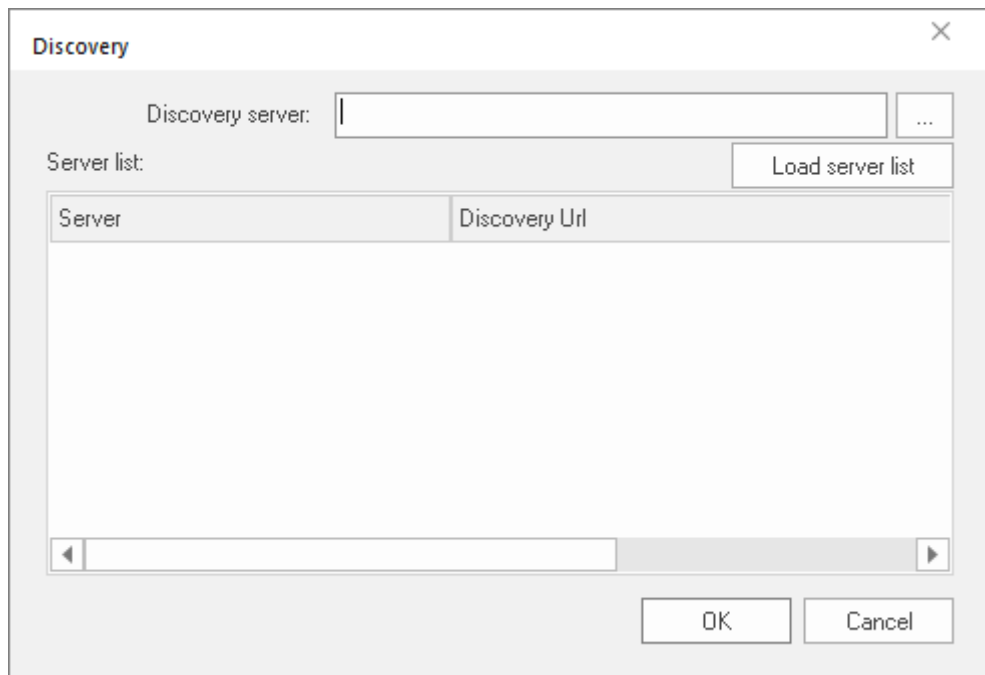 Discovery
Discovery server:
...
Server list:
Load server list
Server Discovery Url
OK Cancel